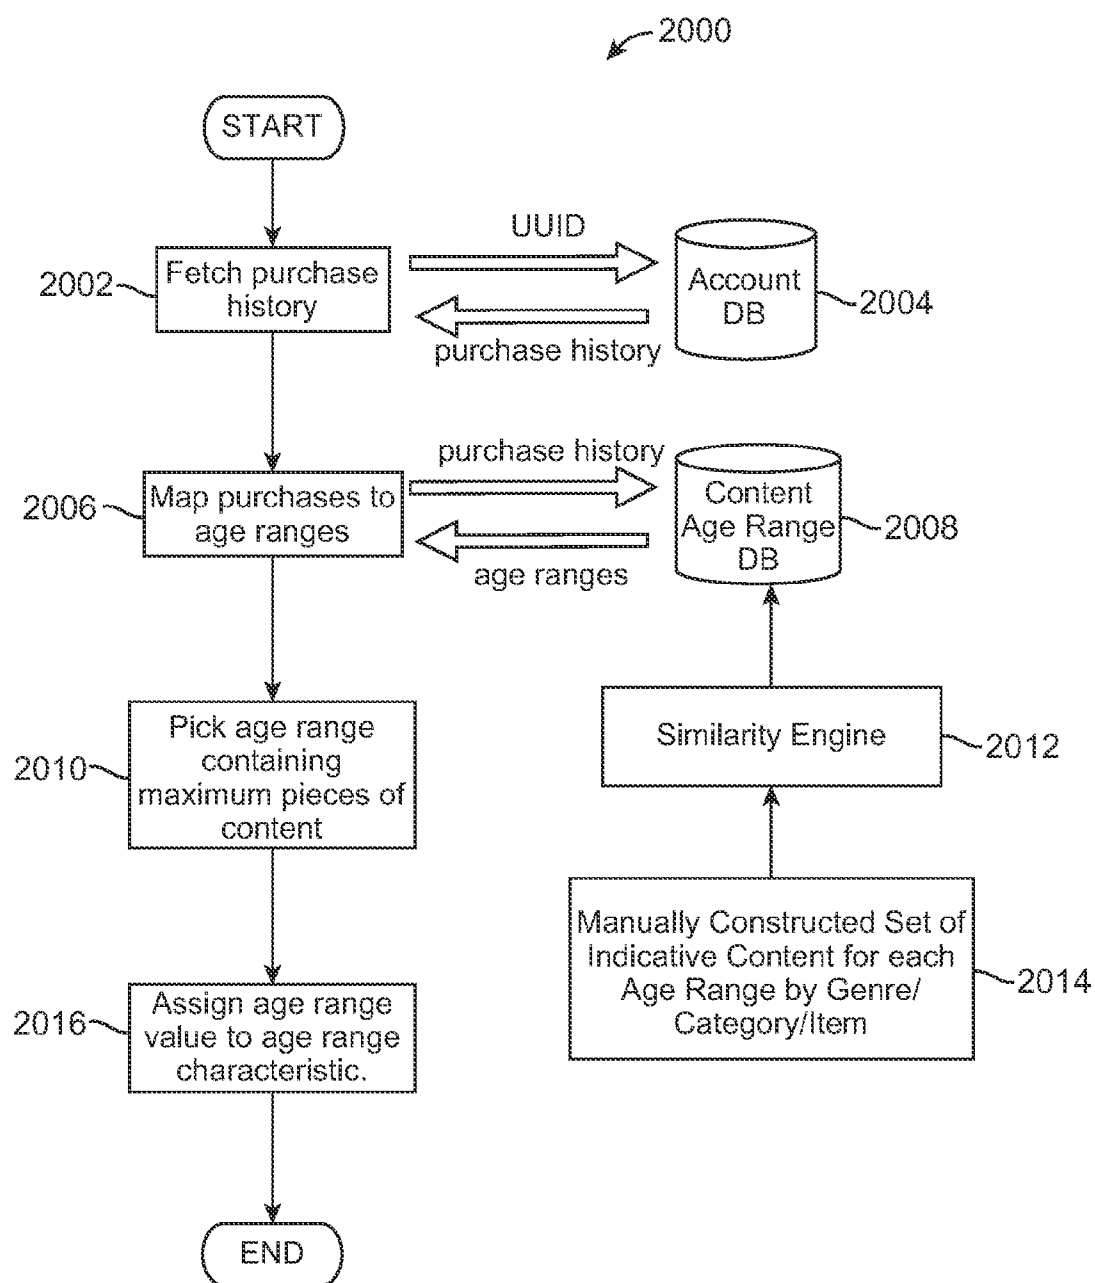 2000
START
UUID
Fetch purchase
history
2002
Account
DB
2004
purchase history
purchase history
Map purchases to
age ranges
2006
Content
Age Range
DB
2008
age ranges
Pick age range
containing
maximum pieces of
content
2010
Similarity Engine
2012
Manually Constructed Set of
Indicative Content for each
Age Range by Genre/
Category/Item
2014
Assign age range
value to age range
characteristic.
2016
END